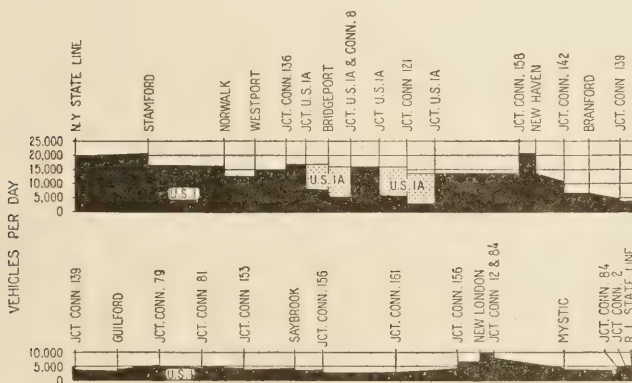 VEHICLES PER DAY
N.Y STATE LINE
STAMFORD
NORWALK
WESTPORT
JCT. CONN. 136
JCT U.S.1A
BRIDGEPORT
JCT. U.S.1A & CONN. 8
JCT U.S.1A
JCT CONN 121
JCT. U.S.1A
JCT. CONN. 158
NEW HAVEN
JCT. CONN. 142
BRANFORD
JCT CONN 139
25,000
20,000
15,000
10,000
5,000
0
U.S.1
U.S.1A
U.S.1A
JCT CONN 139
GUILFORD
JCT CONN. 79
JCT CONN 81
JCT CONN. 153
SAYBROOK
JCT CONN. 156
JCT CONN. 161
JCT CONN. 156
NEW LONDON
JCT CONN 12 & 84
MYSTIC
JCT. CONN. 84
JCT CONN. 2
R.I. STATE LINE
10,000
5,000
0
U.S.1